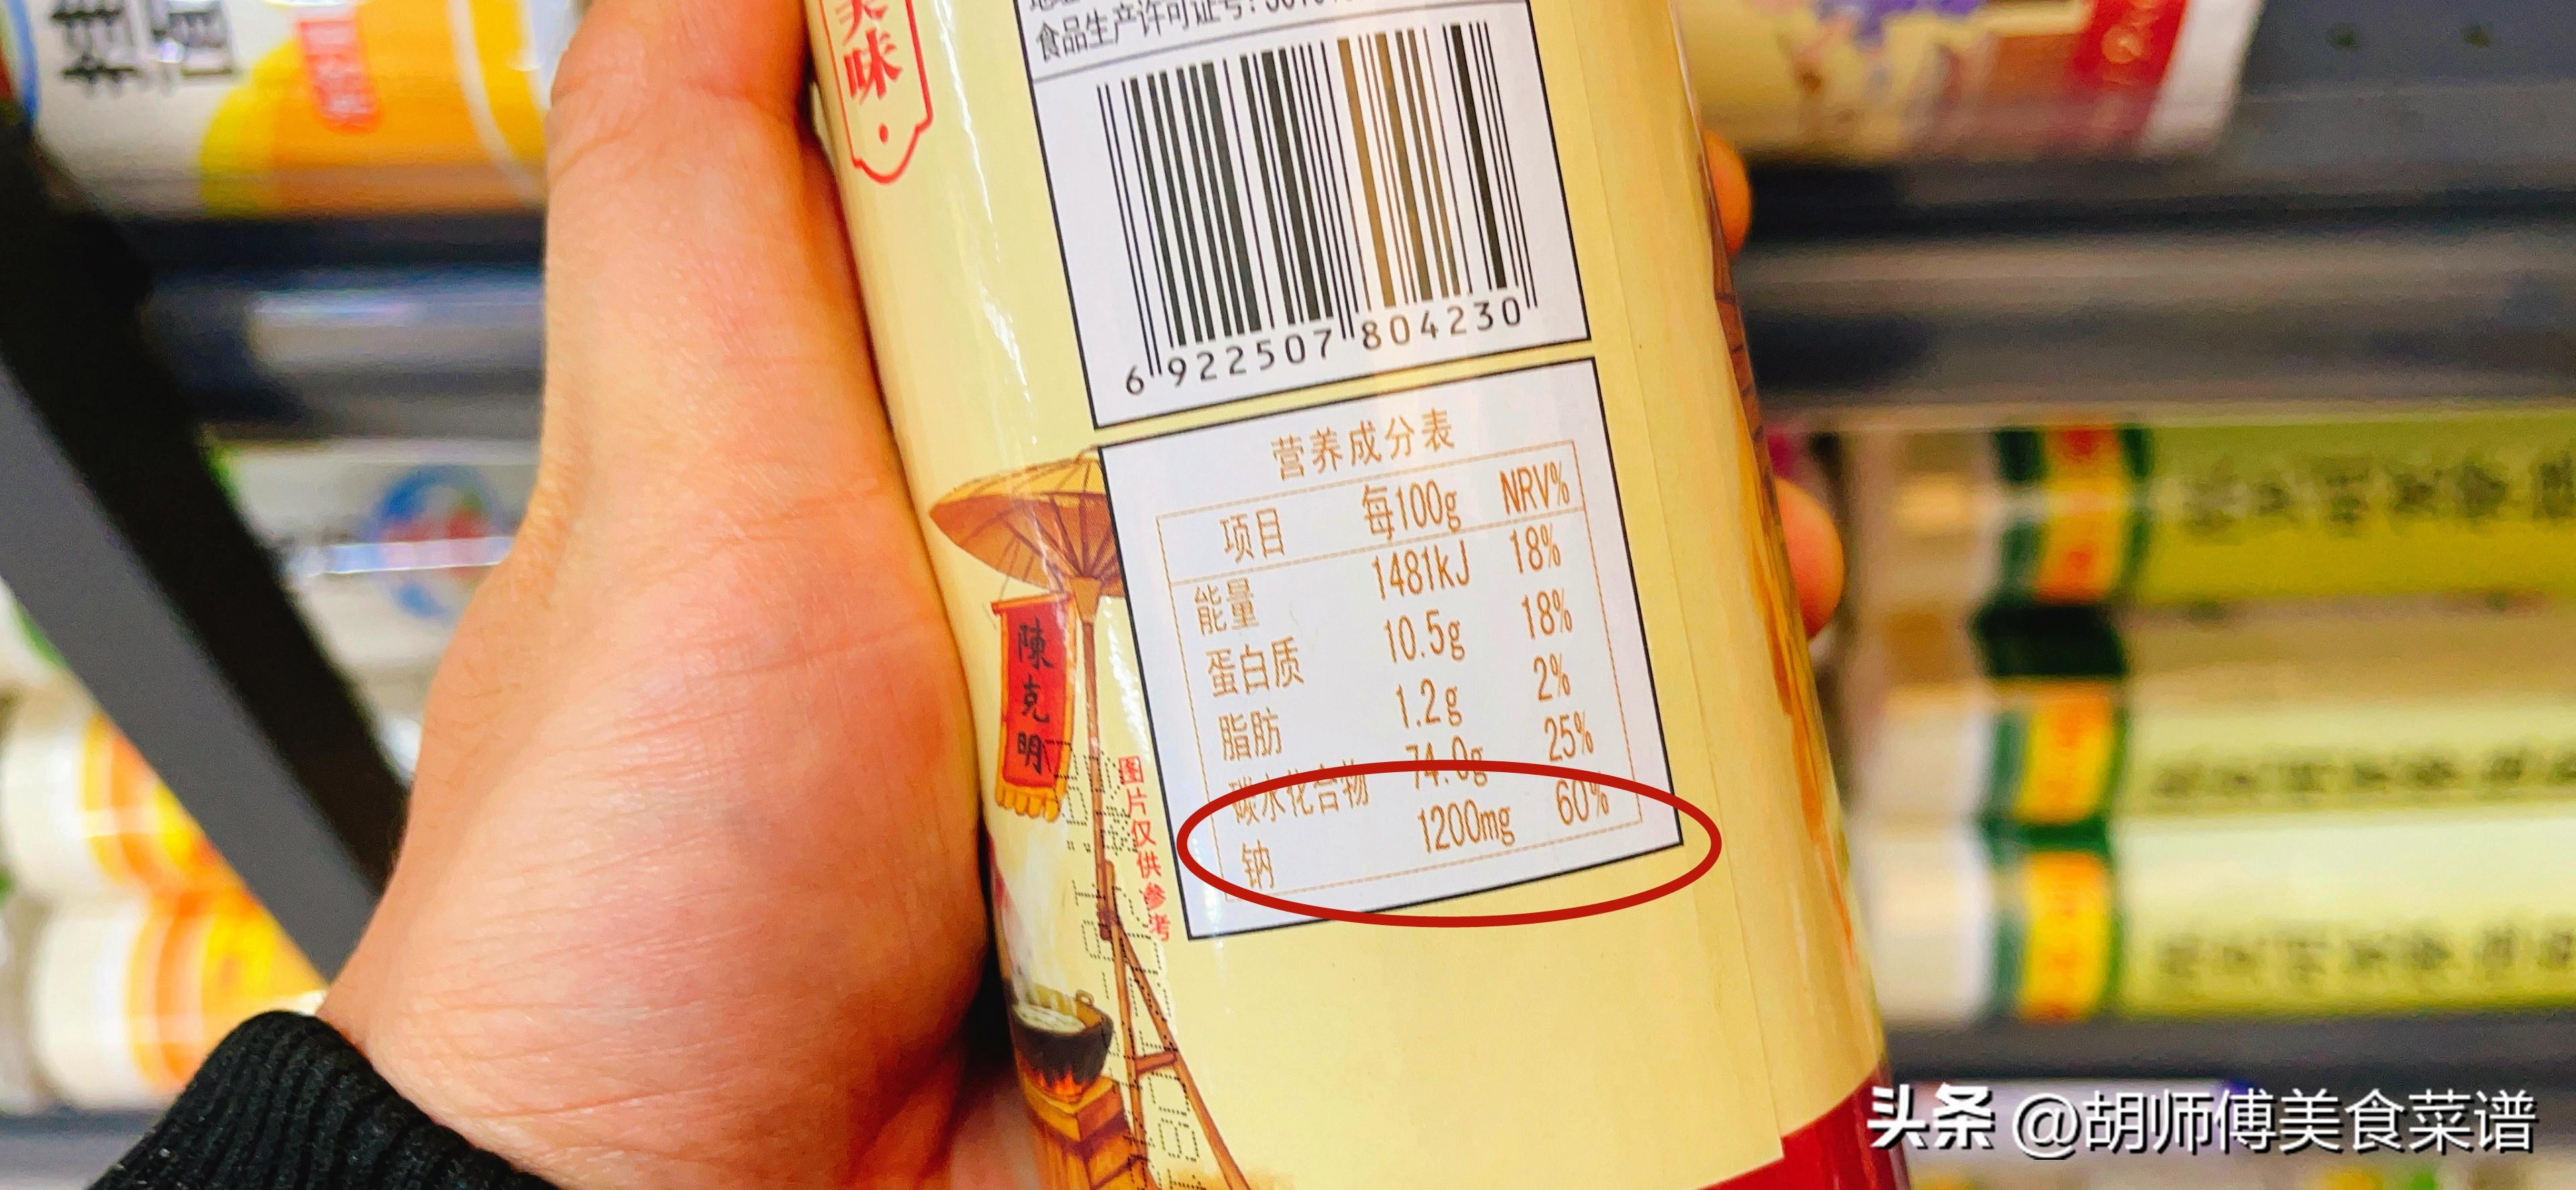 美味
食品生产许可证号:
6 922507 804230
营养成分表
项目 每100g NRV%
能量 1481kJ 18%
蛋白质 10.5g 18%
脂肪 1.2g 2%
碳水化合物 74.0g 25%
钠 1200mg 60%
陳克明
图片仅供参考
头条 @胡师傅美食菜谱